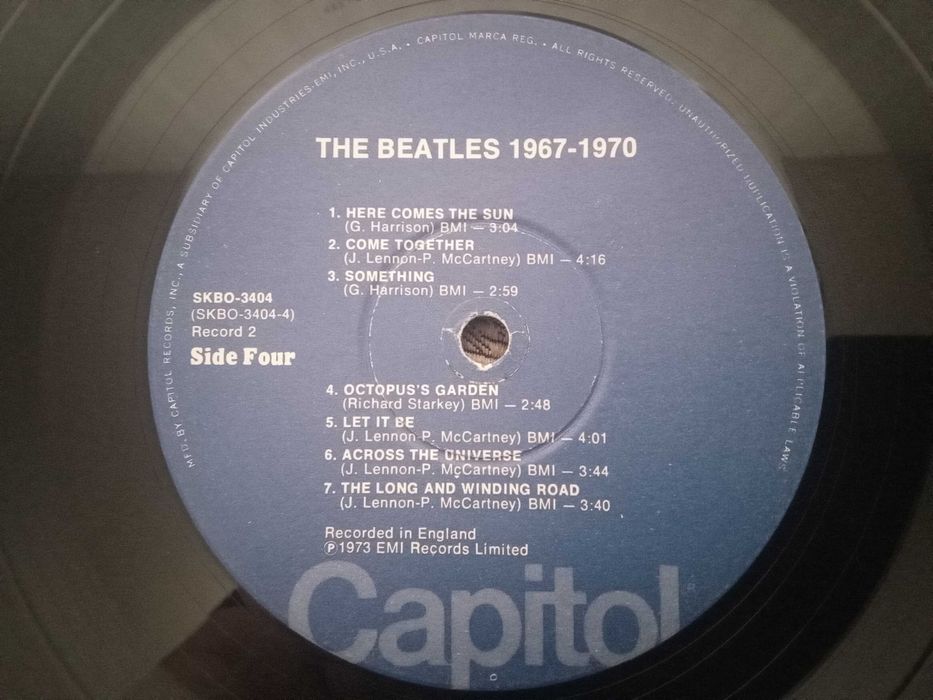 MFD. BY CAPITOL RECORDS, INC., A SUBSIDIARY OF CAPITOL INDUSTRIES-EMI, INC., U.S.A. • CAPITOL MARCA REG. • ALL RIGHTS RESERVED. UNAUTHORIZED DUPLICATION IS A VIOLATION OF APPLICABLE LAWS
THE BEATLES 1967-1970
1. HERE COMES THE SUN
(G. Harrison) BMI — 3:04
2. COME TOGETHER
(J. Lennon-P. McCartney) BMI — 4:16
3. SOMETHING
(G. Harrison) BMI — 2:59
SKBO-3404
(SKBO-3404-4)
Record 2
Side Four
4. OCTOPUS'S GARDEN
(Richard Starkey) BMI — 2:48
5. LET IT BE
(J. Lennon-P. McCartney) BMI — 4:01
6. ACROSS THE UNIVERSE
(J. Lennon-P. McCartney) BMI — 3:44
7. THE LONG AND WINDING ROAD
(J. Lennon-P. McCartney) BMI — 3:40
Recorded in England
℗1973 EMI Records Limited
Capitol